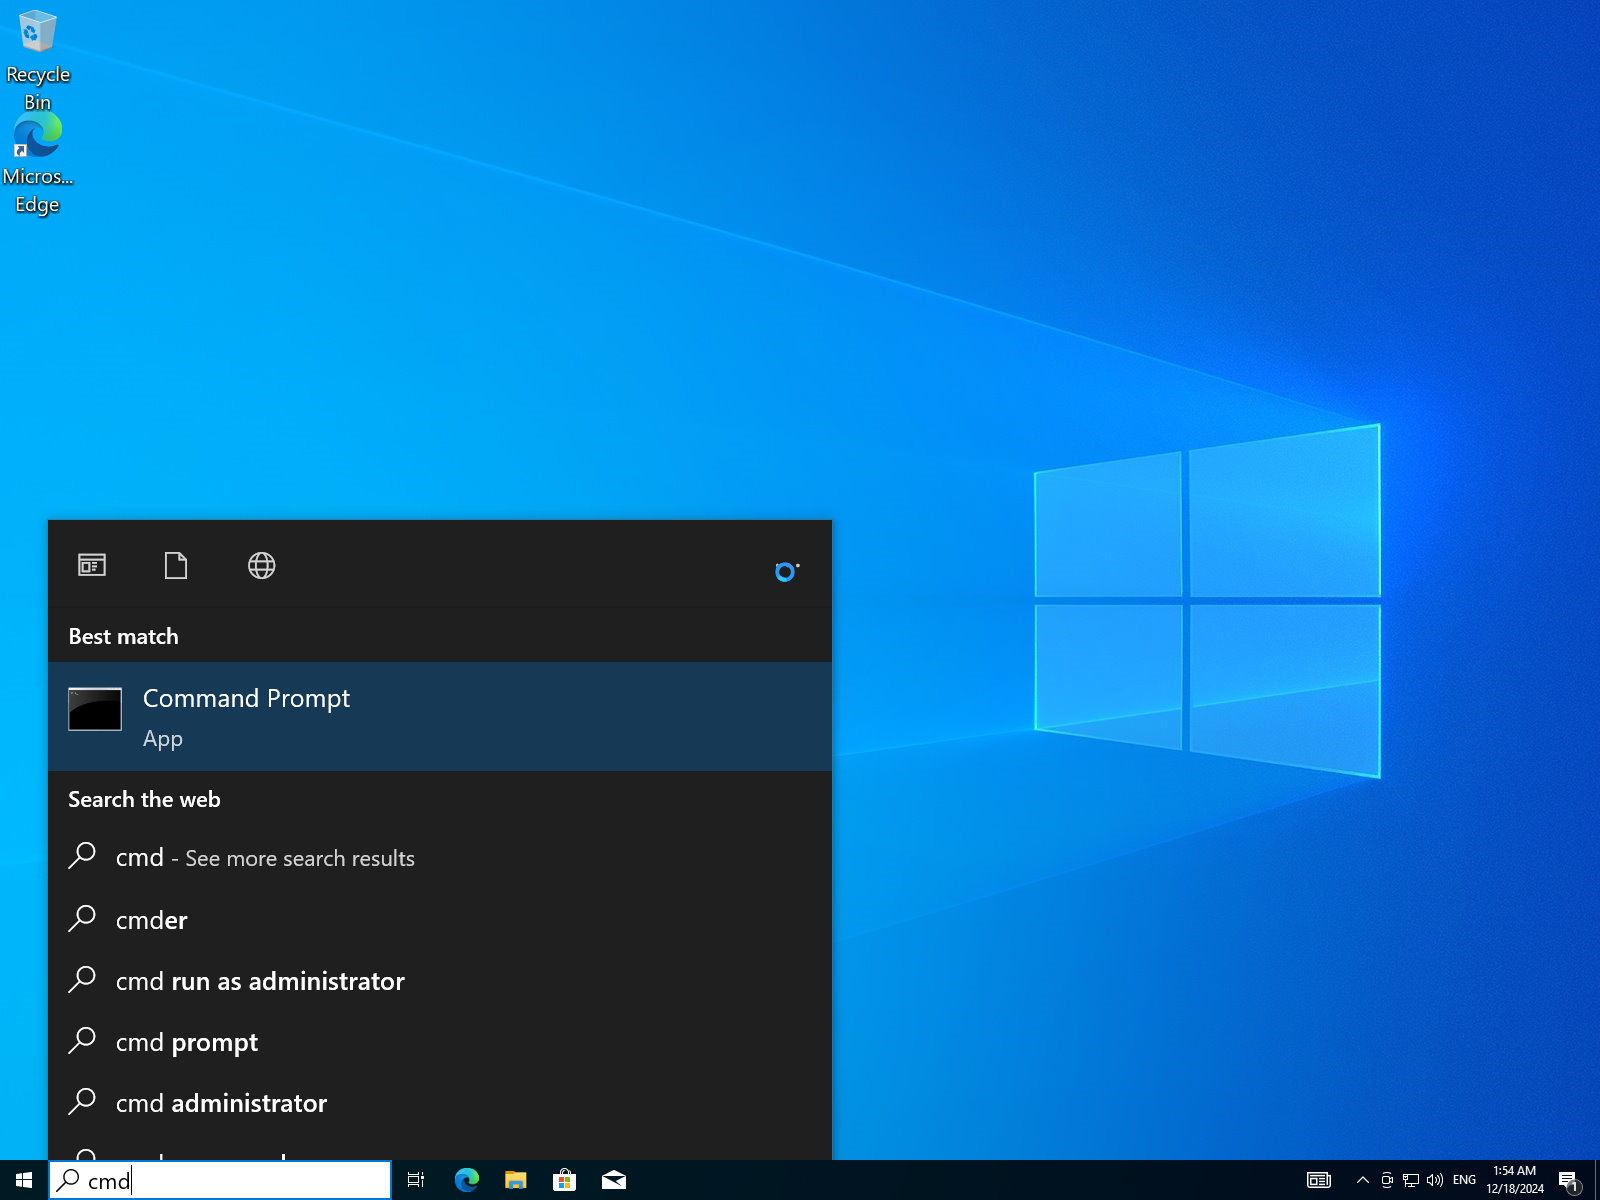 Recycle
Bin
Micros...
Edge
Best match
Command Prompt
App
Search the web
cmd - See more search results
cmder
cmd run as administrator
cmd prompt
cmd administrator
cmd
ENG
1:54 AM
12/18/2024
1